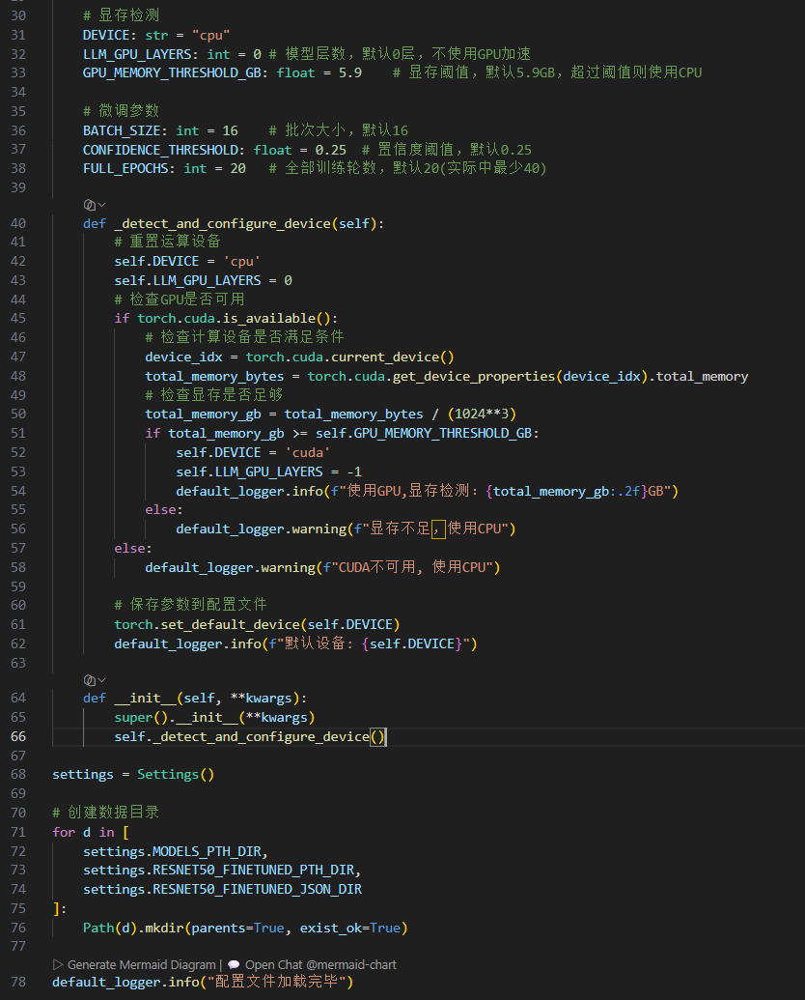 30 # 显存检测
31 DEVICE: str = "cpu"
32 LLM_GPU_LAYERS: int = 0 # 模型层数，默认0层，不使用GPU加速
33 GPU_MEMORY_THRESHOLD_GB: float = 5.9 # 显存阈值，默认5.9GB，超过阈值则使用CPU
34
35 # 微调参数
36 BATCH_SIZE: int = 16 # 批次大小，默认16
37 CONFIDENCE_THRESHOLD: float = 0.25 # 置信度阈值，默认0.25
38 FULL_EPOCHS: int = 20 # 全部训练轮数，默认20(实际中最少40)
39
40 def _detect_and_configure_device(self):
41 # 重置运算设备
42 self.DEVICE = 'cpu'
43 self.LLM_GPU_LAYERS = 0
44 # 检查GPU是否可用
45 if torch.cuda.is_available():
46 # 检查计算设备是否满足条件
47 device_idx = torch.cuda.current_device()
48 total_memory_bytes = torch.cuda.get_device_properties(device_idx).total_memory
49 # 检查显存是否足够
50 total_memory_gb = total_memory_bytes / (1024**3)
51 if total_memory_gb >= self.GPU_MEMORY_THRESHOLD_GB:
52 self.DEVICE = 'cuda'
53 self.LLM_GPU_LAYERS = -1
54 default_logger.info(f"使用GPU,显存检测：{total_memory_gb:.2f}GB")
55 else:
56 default_logger.warning(f"显存不足，使用CPU")
57 else:
58 default_logger.warning(f"CUDA不可用, 使用CPU")
59
60 # 保存参数到配置文件
61 torch.set_default_device(self.DEVICE)
62 default_logger.info(f"默认设备: {self.DEVICE}")
63
64 def __init__(self, **kwargs):
65 super().__init__(**kwargs)
66 self._detect_and_configure_device()
67
68 settings = Settings()
69
70 # 创建数据目录
71 for d in [
72 settings.MODELS_PTH_DIR,
73 settings.RESNET50_FINETUNED_PTH_DIR,
74 settings.RESNET50_FINETUNED_JSON_DIR
75 ]:
76 Path(d).mkdir(parents=True, exist_ok=True)
77
Generate Mermaid Diagram | Open Chat @mermaid-chart
78 default_logger.info("配置文件加载完毕")